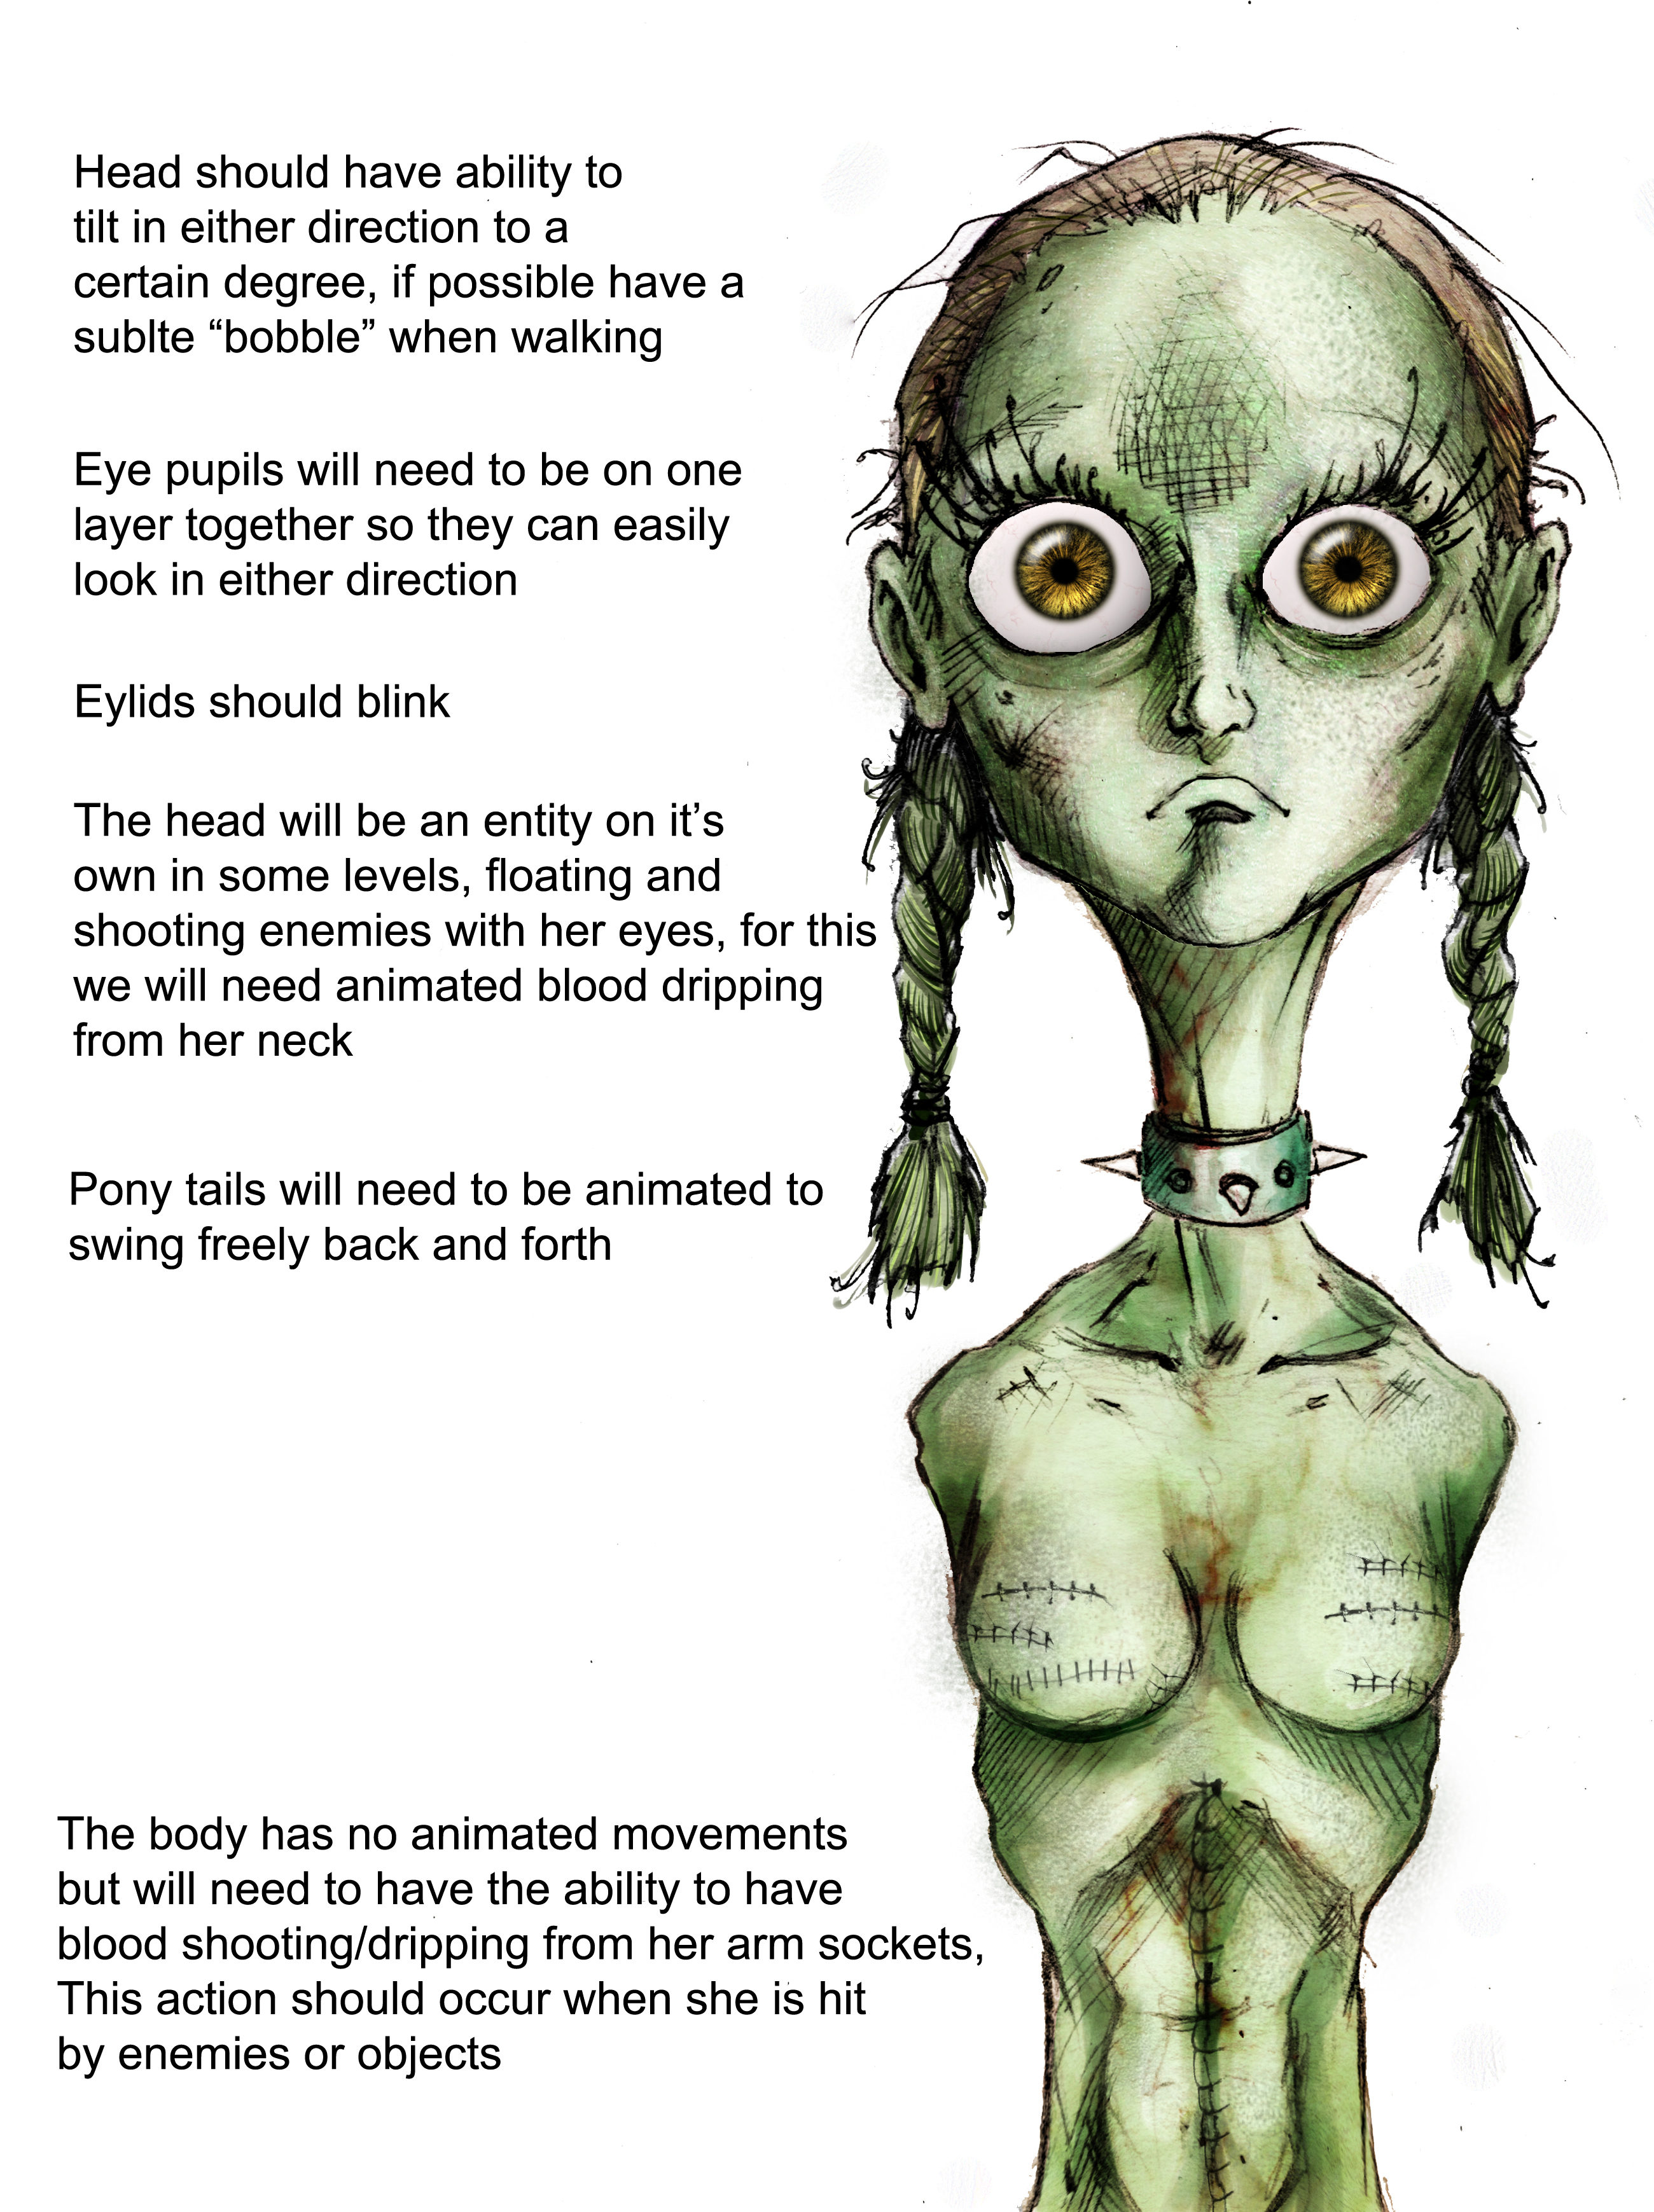 Head should have ability to
tilt in either direction to a
certain degree, if possible have a
sublte “bobble” when walking
Eye pupils will need to be on one
layer together so they can easily
look in either direction
Eylids should blink
The head will be an entity on it’s
own in some levels, floating and
shooting enemies with her eyes, for this
we will need animated blood dripping
from her neck
Pony tails will need to be animated to
swing freely back and forth
The body has no animated movements
but will need to have the ability to have
blood shooting/dripping from her arm sockets,
This action should occur when she is hit
by enemies or objects